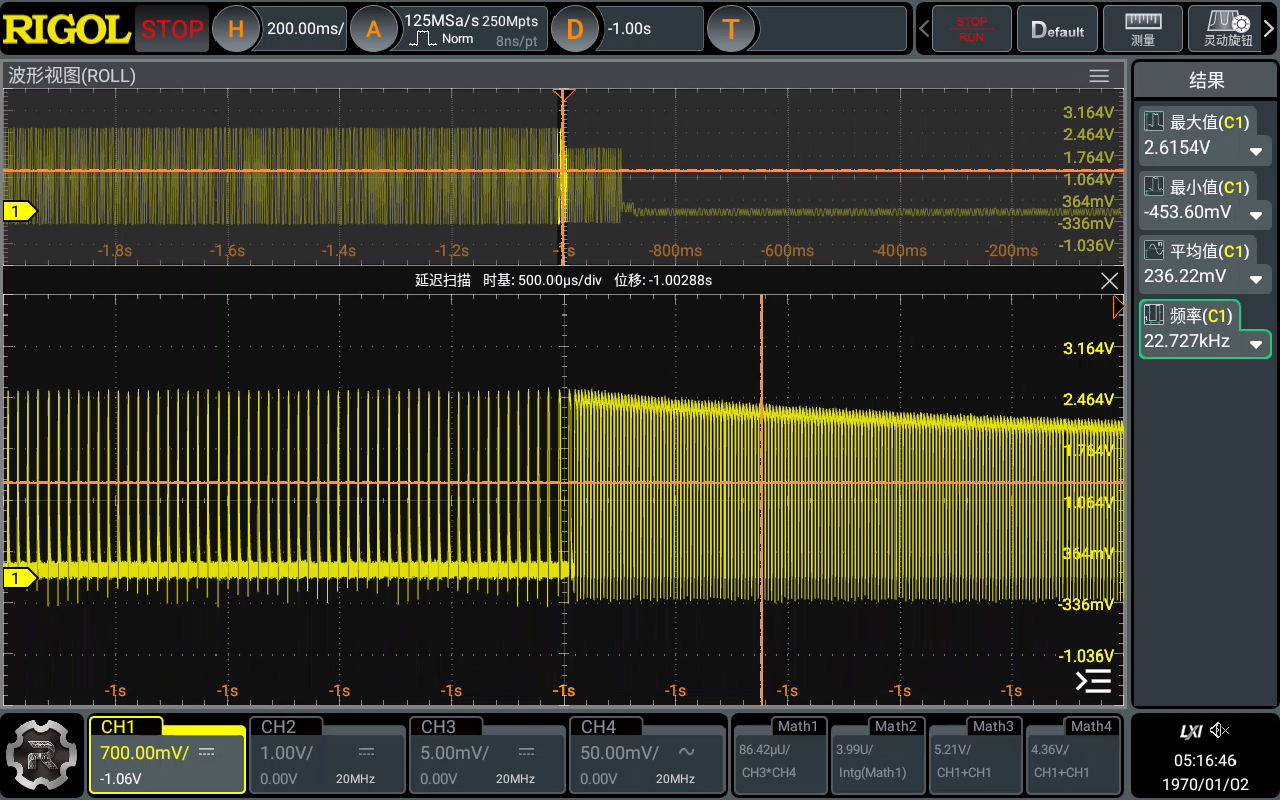 RIGOL STOP H 200.00ms/ A 125MSa/s 250Mpts D -1.00s T STOP Default 测量 灵动旋钮
Norm 8ns/pt RUN
波形视图(ROLL)
3.164V
2.464V
1.764V
1.064V
1 364mV
-336mV
-1.036V
-1.8s -1.6s -1.4s -1.2s -1s -800ms -600ms -400ms -200ms
延迟扫描 时基: 500.00μs/div 位移: -1.00288s
3.164V
2.464V
1.764V
1.064V
364mV
1
-336mV
-1.036V
-1s -1s -1s -1s -1s -1s -1s -1s -1s
结果
最大值(C1)
2.6154V
最小值(C1)
-453.60mV
平均值(C1)
236.22mV
频率(C1)
22.727kHz
CH1 CH2 CH3 CH4 Math1 Math2 Math3 Math4
700.00mV/ 1.00V/ 5.00mV/ 50.00mV/ 86.42μU/ 3.99U/ 5.21V/ 4.36V/
-1.06V 0.00V 20MHz 0.00V 20MHz 0.00V 20MHz CH3*CH4 Intg(Math1) CH1+CH1 CH1+CH1
R
LXI
05:16:46
1970/01/02